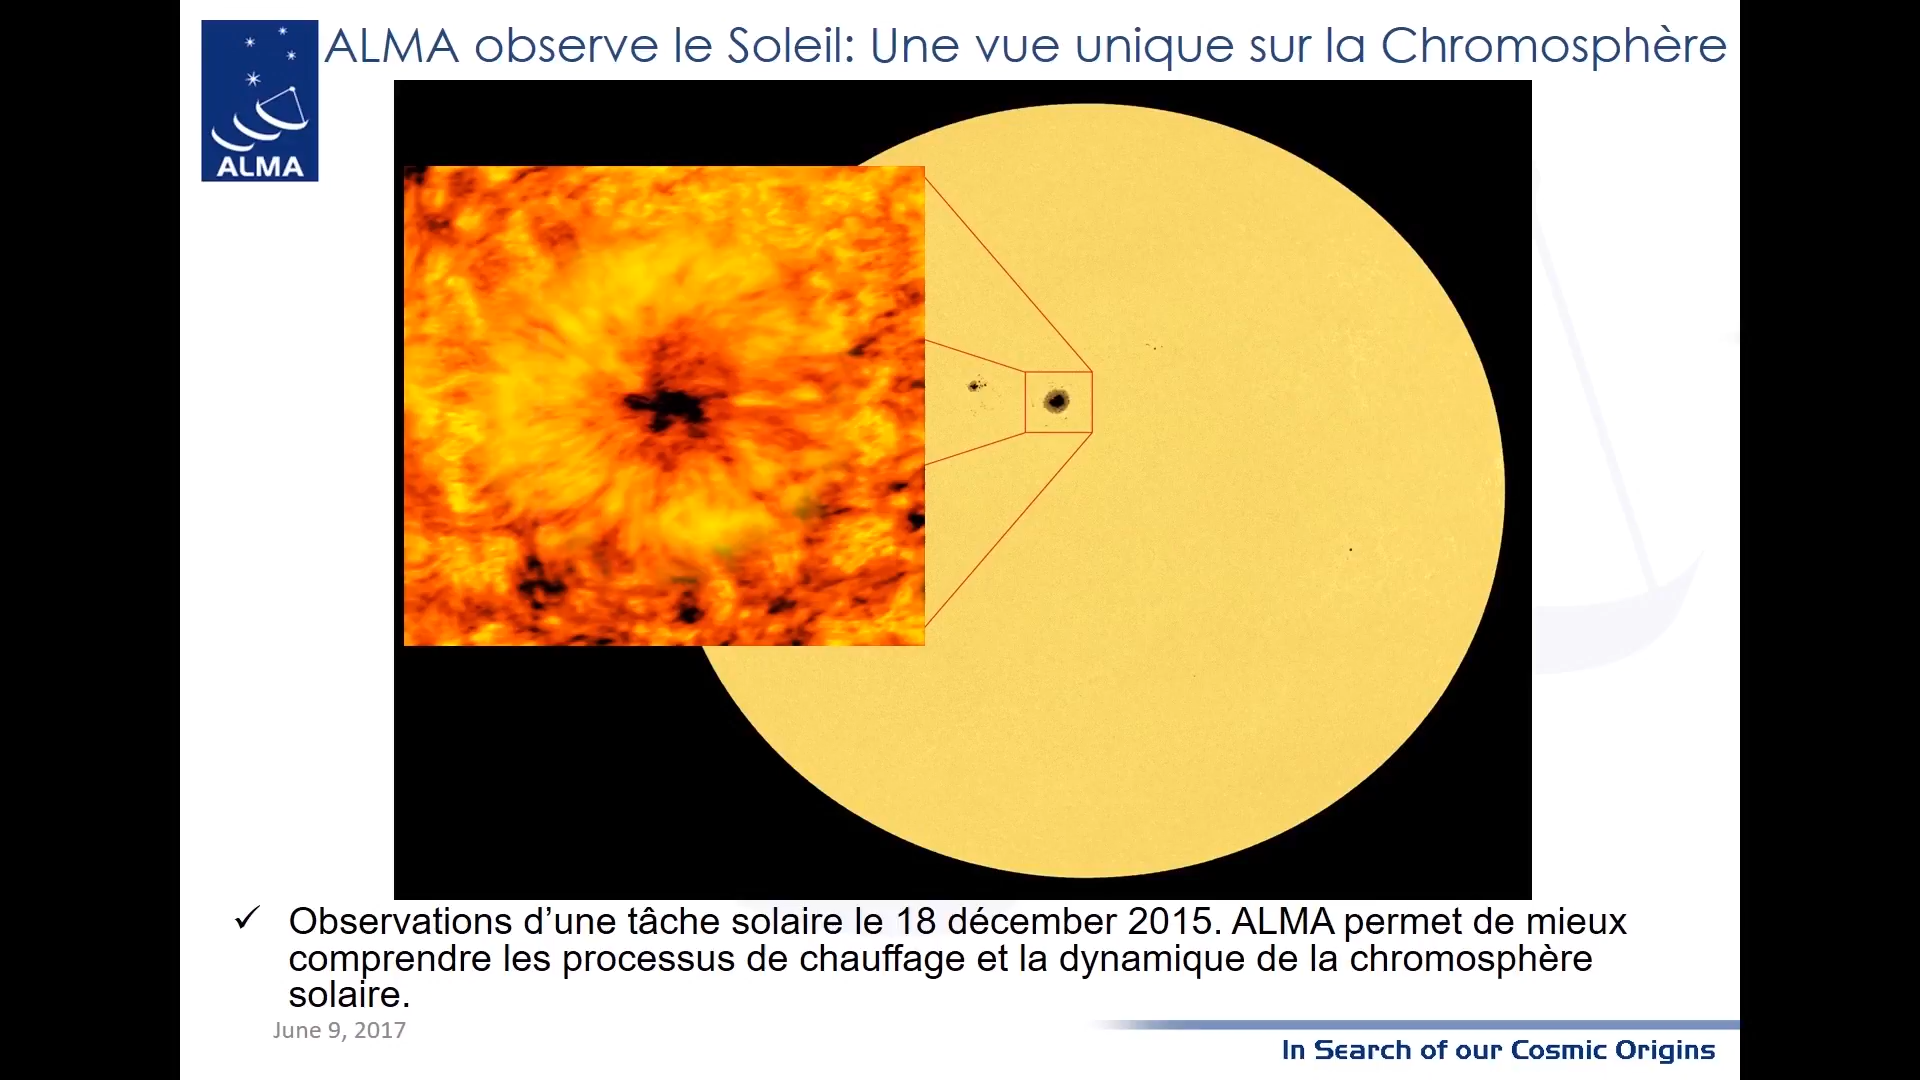 ALMA observe le Soleil: Une vue unique sur la Chromosphère
ALMA
Observations d’une tâche solaire le 18 décembre 2015. ALMA permet de mieux
comprendre les processus de chauffage et la dynamique de la chromosphère
solaire.
June 9, 2017
In Search of our Cosmic Origins